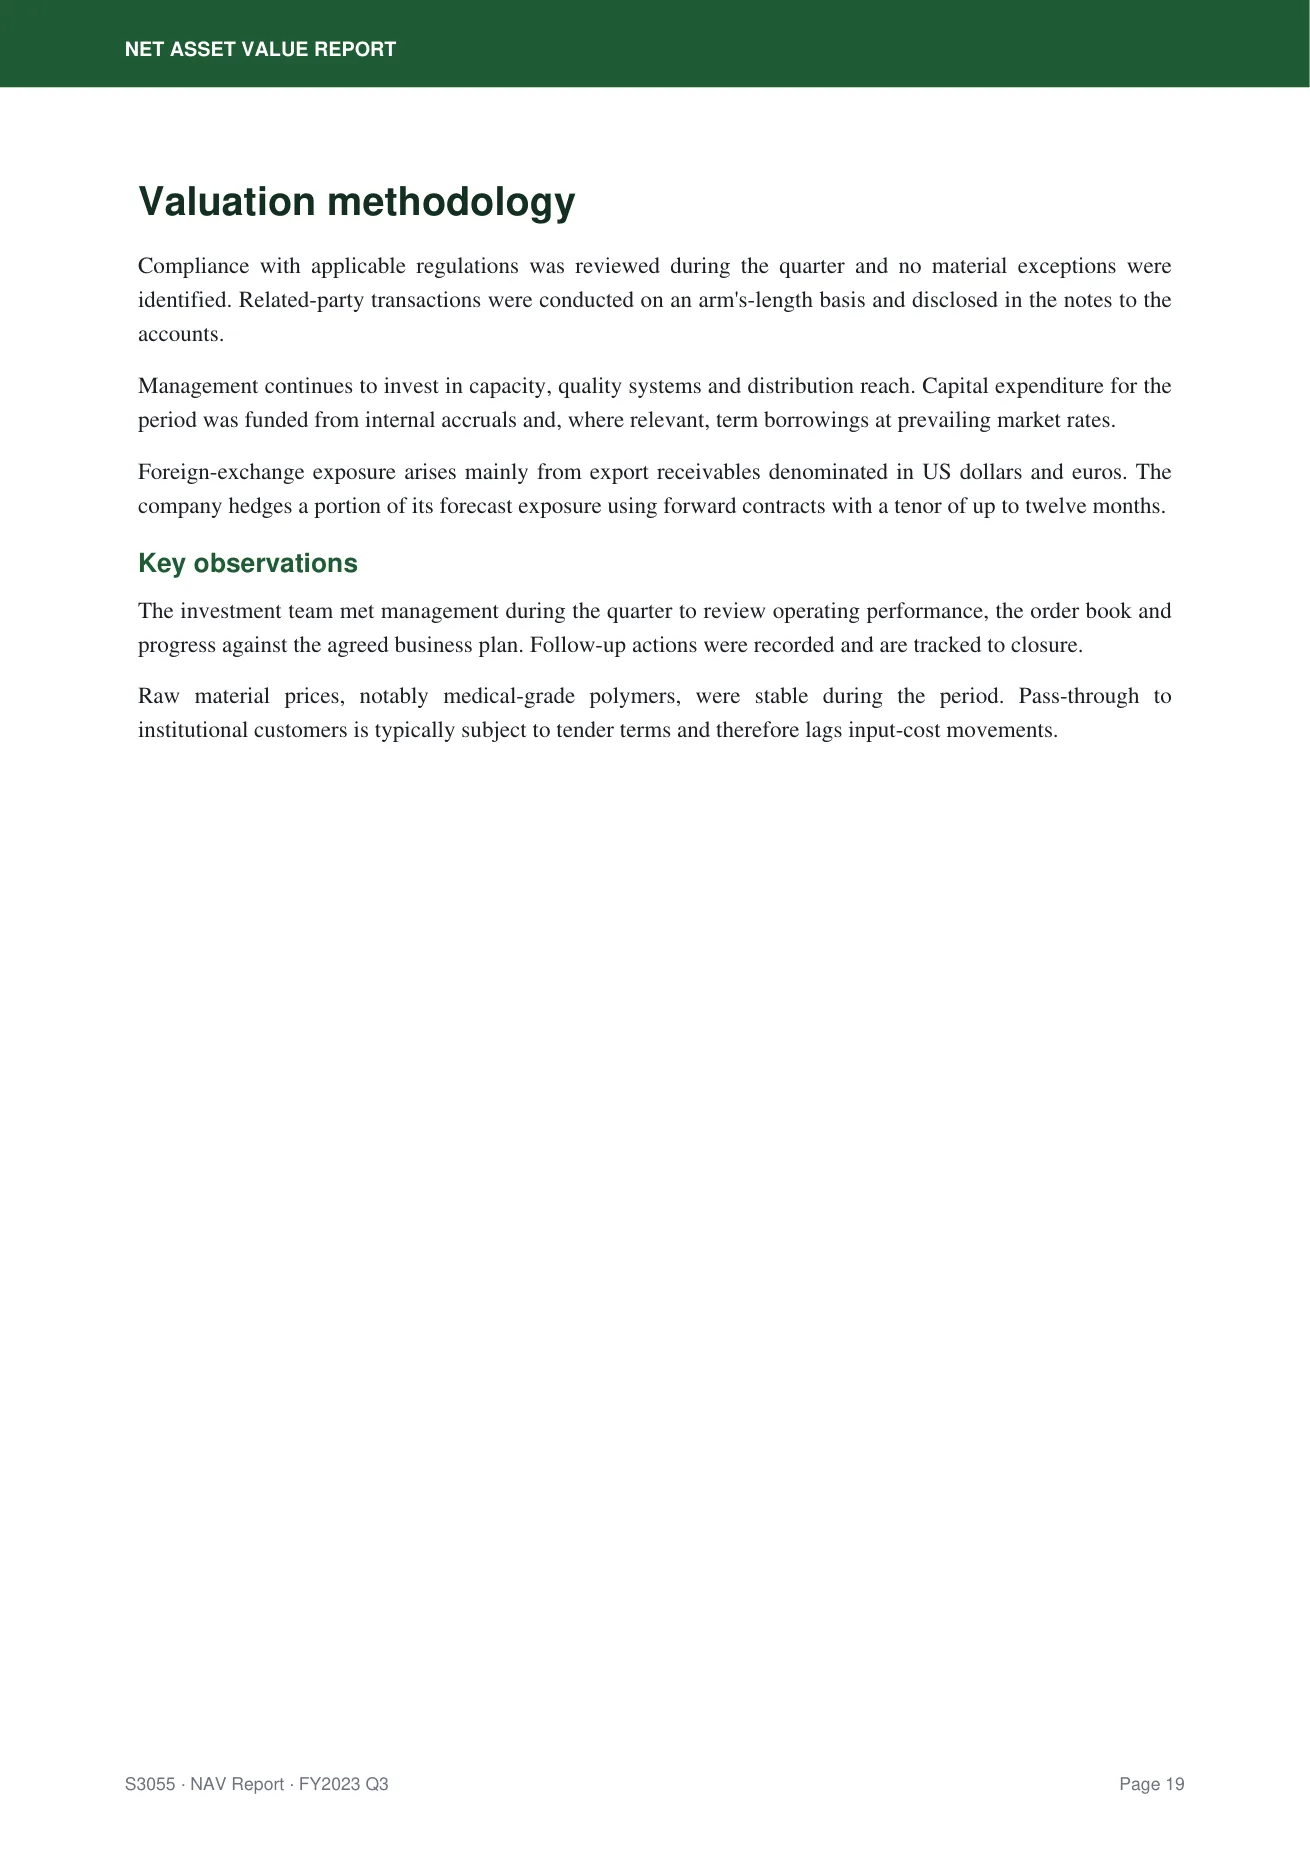 NET ASSET VALUE REPORT
Valuation methodology
Compliance with applicable regulations was reviewed during the quarter and no material exceptions were
identified. Related-party transactions were conducted on an arm's-length basis and disclosed in the notes to the
accounts.
Management continues to invest in capacity, quality systems and distribution reach. Capital expenditure for the
period was funded from internal accruals and, where relevant, term borrowings at prevailing market rates.
Foreign-exchange exposure arises mainly from export receivables denominated in US dollars and euros. The
company hedges a portion of its forecast exposure using forward contracts with a tenor of up to twelve months.
Key observations
The investment team met management during the quarter to review operating performance, the order book and
progress against the agreed business plan. Follow-up actions were recorded and are tracked to closure.
Raw material prices, notably medical-grade polymers, were stable during the period. Pass-through to
institutional customers is typically subject to tender terms and therefore lags input-cost movements.
S3055 · NAV Report · FY2023 Q3
Page 19